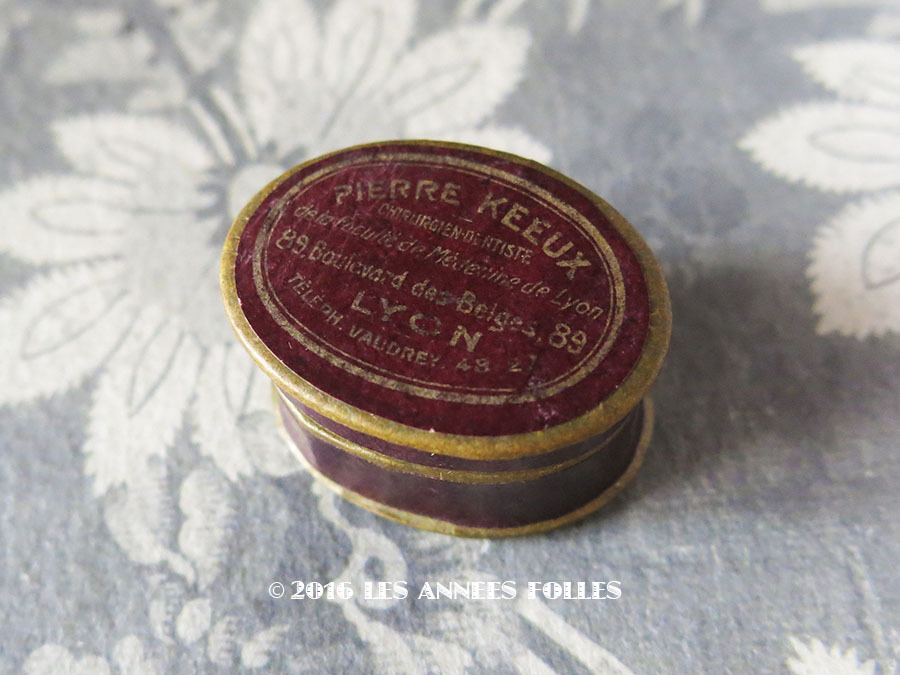 PIERRE KEEUX
CHIRURGIEN-DENTISTE
de la Faculté de Médecine de Lyon
89, Boulevard des Belges, 89
LYON
TÉLÉPH. VAUDREY 48 27
© 2016 LES ANNEES FOLLES